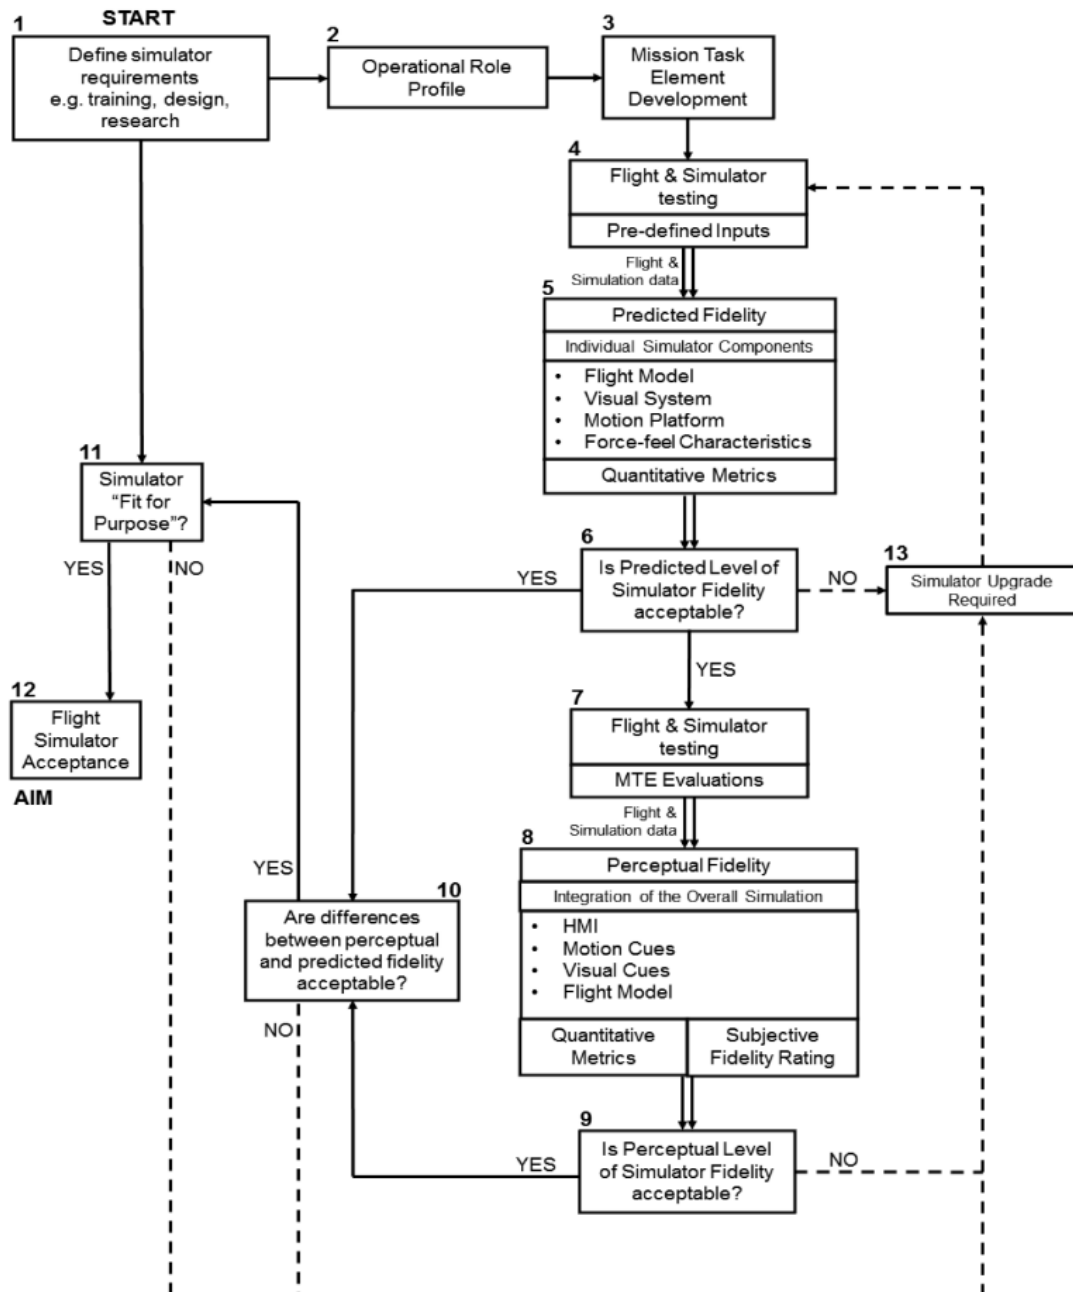 START
1
Define simulator
requirements
e.g. training, design,
research
2
Operational Role
Profile
3
Mission Task
Element
Development
4
Flight & Simulator
testing
Pre-defined Inputs
Flight &
Simulation data
5
Predicted Fidelity
Individual Simulator Components
• Flight Model
• Visual System
• Motion Platform
• Force-feel Characteristics
Quantitative Metrics
6
Is Predicted Level of
Simulator Fidelity
acceptable?
YES
NO
YES
13
Simulator Upgrade
Required
7
Flight & Simulator
testing
MTE Evaluations
Flight &
Simulation data
8
Perceptual Fidelity
Integration of the Overall Simulation
• HMI
• Motion Cues
• Visual Cues
• Flight Model
Quantitative
Metrics
Subjective
Fidelity Rating
9
Is Perceptual Level
of Simulator Fidelity
acceptable?
YES
NO
10
Are differences
between perceptual
and predicted fidelity
acceptable?
YES
NO
11
Simulator
“Fit for
Purpose”?
YES
NO
12
Flight
Simulator
Acceptance
AIM